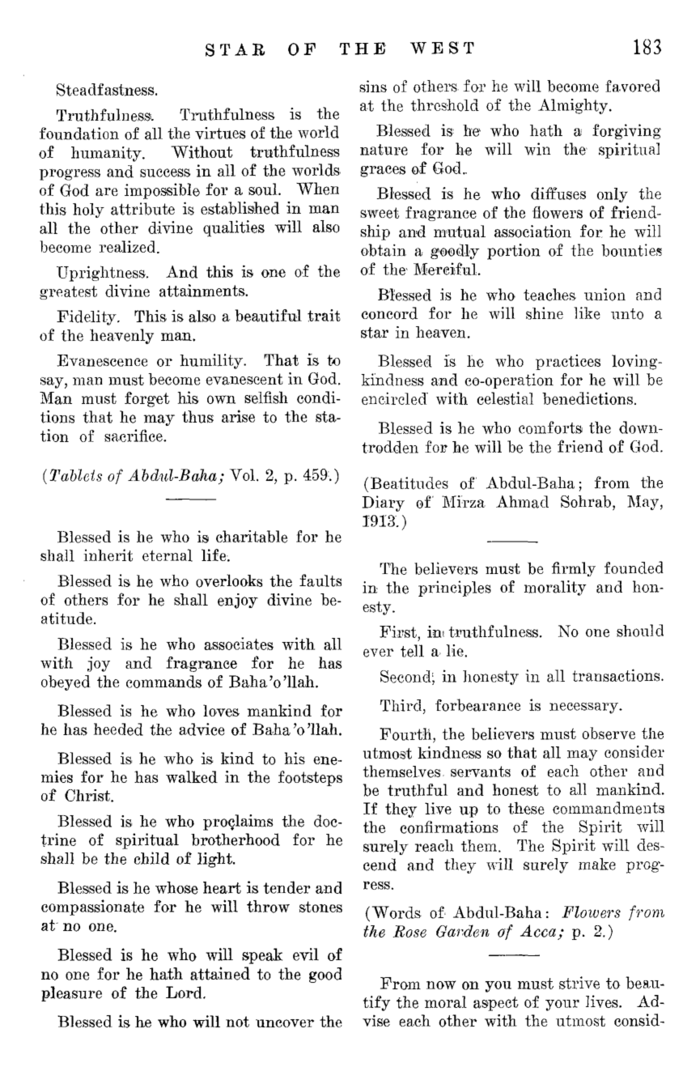 STAR OF THE WEST 183
Steadfastness.
Truthfulness. Truthfulness is the
foundation of all the virtues of the world
of humanity. Without truthfulness
progress and success in all of the worlds
of God are impossible for a soul. When
this holy attribute is established in man
all the other divine qualities will also
become realized.
Uprightness. And this is one of the
greatest divine attainments.
Fidelity. This is also a beautiful trait
of the heavenly man.
Evanescence or humility. That is to
say, man must become evanescent in God.
Man must forget his own selfish condi-
tions that he may thus arise to the sta-
tion of sacrifice.
(Tablets of Abdul-Baha; Vol. 2, p. 459.)
Blessed is he who is charitable for he
shall inherit eternal life.
Blessed is he who overlooks the faults
of others for he shall enjoy divine be-
atitude.
Blessed is he who associates with all
with joy and fragrance for he has
obeyed the commands of Baha'o'llah.
Blessed is he who loves mankind for
he has heeded the advice of Baha'o'llah.
Blessed is he who is kind to his ene-
mies for he has walked in the footsteps
of Christ.
Blessed is he who proclaims the doc-
trine of spiritual brotherhood for he
shall be the child of light.
Blessed is he whose heart is tender and
compassionate for he will throw stones
at no one.
Blessed is he who will speak evil of
no one for he hath attained to the good
pleasure of the Lord.
Blessed is he who will not uncover the
sins of others for he will become favored
at the threshold of the Almighty.
Blessed is he who hath a forgiving
nature for he will win the spiritual
graces of God.
Blessed is he who diffuses only the
sweet fragrance of the flowers of friend-
ship and mutual association for he will
obtain a goodly portion of the bounties
of the Merciful.
Blessed is he who teaches union and
concord for he will shine like unto a
star in heaven.
Blessed is he who practices loving-
kindness and co-operation for he will be
encircled with celestial benedictions.
Blessed is he who comforts the down-
trodden for he will be the friend of God.
(Beatitudes of Abdul-Baha; from the
Diary of Mirza Ahmad Sohrab, May,
1913.)
The believers must be firmly founded
in the principles of morality and hon-
esty.
First, in truthfulness. No one should
ever tell a lie.
Second, in honesty in all transactions.
Third, forbearance is necessary.
Fourth, the believers must observe the
utmost kindness so that all may consider
themselves servants of each other and
be truthful and honest to all mankind.
If they live up to these commandments
the confirmations of the Spirit will
surely reach them. The Spirit will des-
cend and they will surely make prog-
ress.
(Words of Abdul-Baha: Flowers from
the Rose Garden of Acca; p. 2.)
From now on you must strive to beau-
tify the moral aspect of your lives. Ad-
vise each other with the utmost consid-